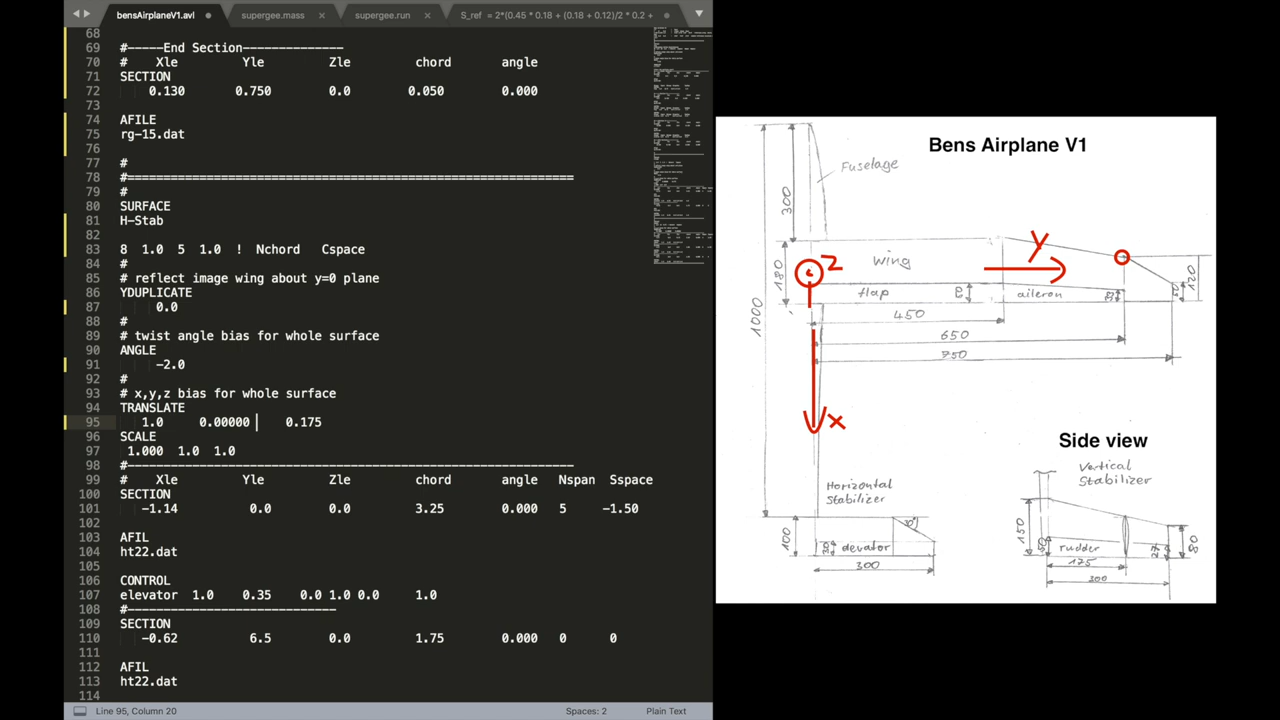 bensAirplaneV1.avl
supergee.mass
supergee.run
S_ref = 2*(0.45 * 0.18 + (0.18 + 0.12)/2 * 0.2 +
68
69 #-----End Section--------------
70 # Xle Yle Zle chord angle
71 SECTION
72 0.130 0.750 0.0 0.050 0.000
73
74 AFILE
75 rg-15.dat
76
77 #
78 #==============================================================
79 #
80 SURFACE
81 H-Stab
82
83 8 1.0 5 1.0 ! Nchord Cspace
84 #
85 # reflect image wing about y=0 plane
86 YDUPLICATE
87 0.0
88 #
89 # twist angle bias for whole surface
90 ANGLE
91 -2.0
92 #
93 # x,y,z bias for whole surface
94 TRANSLATE
95 1.0 0.00000 0.175
96 SCALE
97 1.000 1.0 1.0
98 #--------------------------------------------------------------
99 # Xle Yle Zle chord angle Nspan Sspace
100 SECTION
101 -1.14 0.0 0.0 3.25 0.000 5 -1.50
102
103 AFIL
104 ht22.dat
105
106 CONTROL
107 elevator 1.0 0.35 0.0 1.0 0.0 1.0
108 #-----------------------------
109 SECTION
110 -0.62 6.5 0.0 1.75 0.000 0 0
111
112 AFIL
113 ht22.dat
114
Line 95, Column 20
Spaces: 2
Plain Text
Bens Airplane V1
Fuselage
300
Y
Z
wing
180
120
flap
aileron
450
1000
650
750
X
Side view
Vertical
Stabilizer
Horizontal
Stabilizer
150
100
30
elevator
50
rudder
27
80
300
175
300